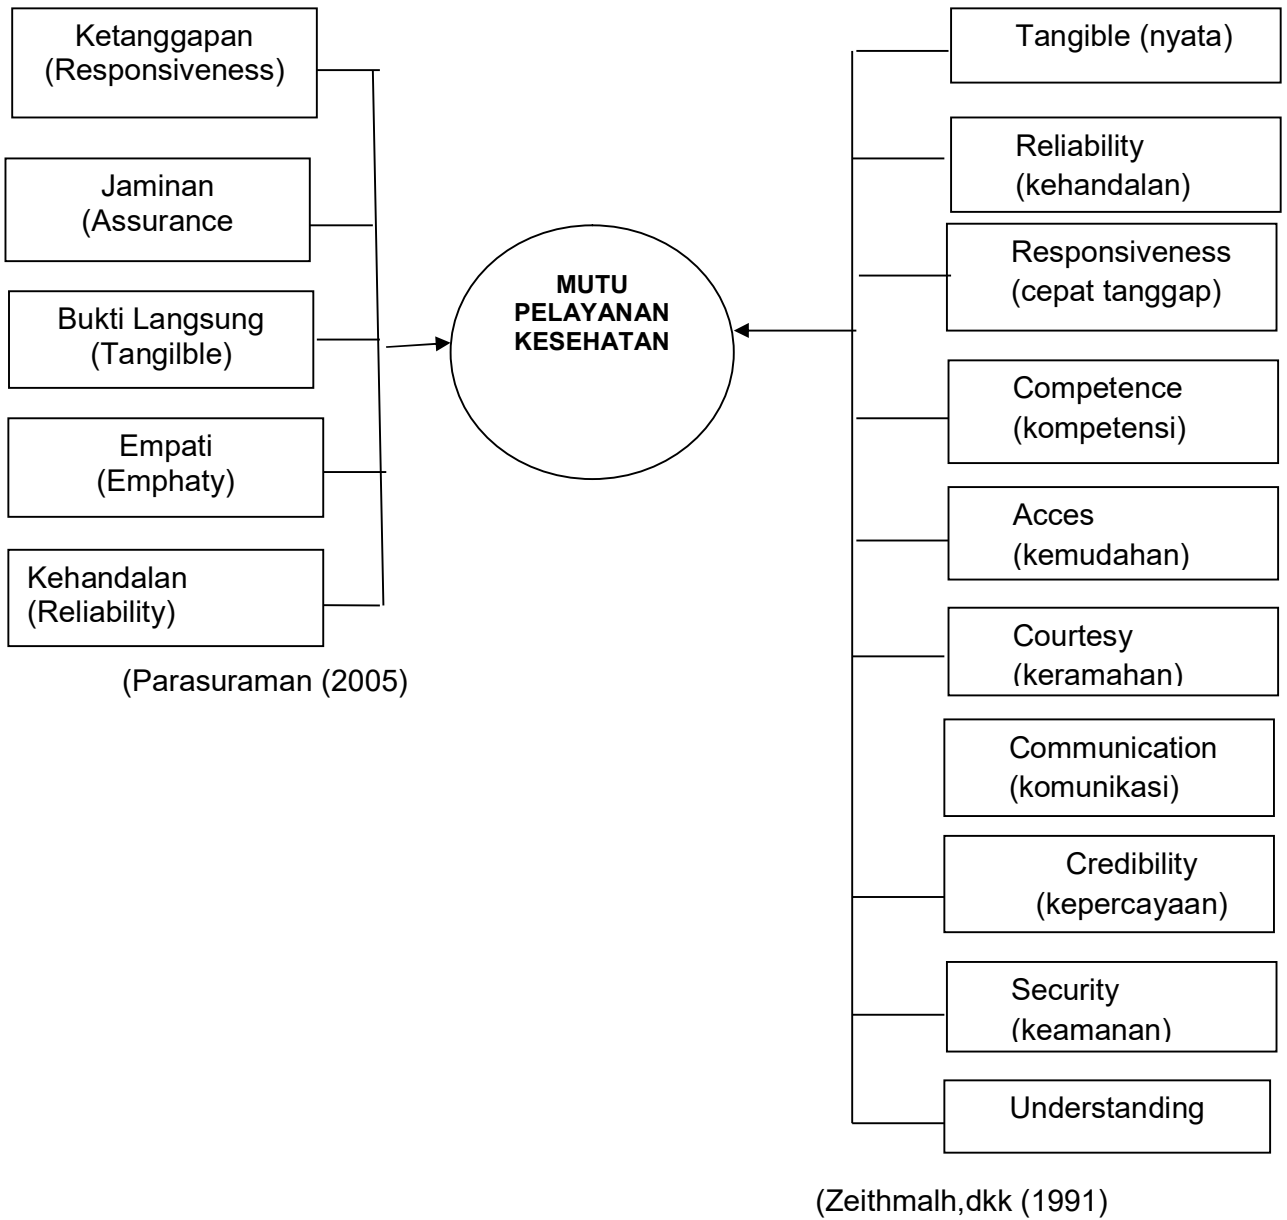 Ketanggapan
(Responsiveness)
Jaminan
(Assurance
Bukti Langsung
(Tangilble)
Empati
(Emphaty)
Kehandalan
(Reliability)
(Parasuraman (2005)
MUTU
PELAYANAN
KESEHATAN
Tangible (nyata)
Reliability
(kehandalan)
Responsiveness
(cepat tanggap)
Competence
(kompetensi)
Acces
(kemudahan)
Courtesy
(keramahan)
Communication
(komunikasi)
Credibility
(kepercayaan)
Security
(keamanan)
Understanding
(Zeithmalh,dkk (1991)